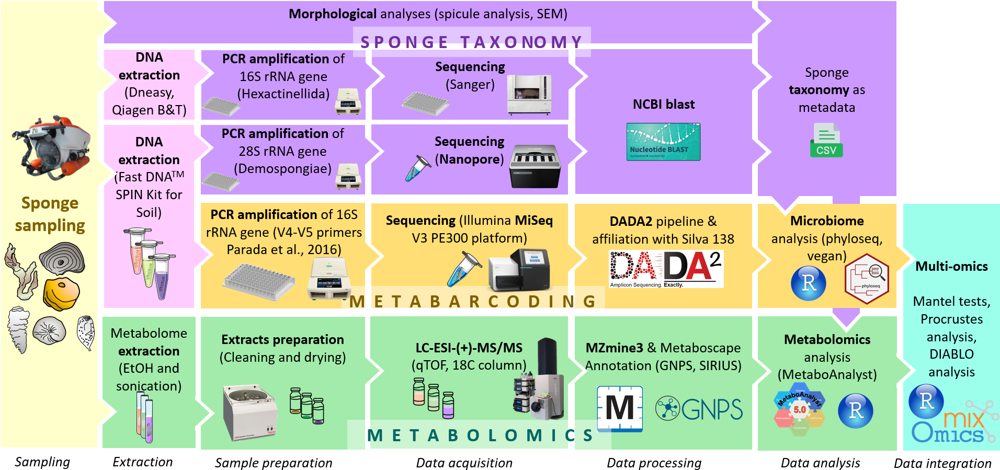 Morphological analyses (spicule analysis, SEM)
SPONGE TAXONOMY
Sponge
sampling
DNA
extraction
(Dneasy,
Qiagen B&T)
PCR amplification of
16S rRNA gene
(Hexactinellida)
Sequencing
(Sanger)
NCBI blast
Nucleotide BLAST
nucleotide ▸ nucleotide
Sponge
taxonomy as
metadata
CSV
DNA
extraction
(Fast DNA™
SPIN Kit for
Soil)
PCR amplification of
28S rRNA gene
(Demospongiae)
Sequencing
(Nanopore)
PCR amplification of 16S
rRNA gene (V4-V5 primers
Parada et al., 2016)
Sequencing (Illumina MiSeq
V3 PE300 platform)
DADA2 pipeline &
affiliation with Silva 138
DADA2
Amplicon Sequencing. Exactly.
Microbiome
analysis (phyloseq,
vegan)
R
phyloseq
METABARCODING
Metabolome
extraction
(EtOH and
sonication)
Extracts preparation
(Cleaning and drying)
LC-ESI-(+)-MS/MS
(qTOF, 18C column)
MZmine3 & Metaboscape
Annotation (GNPS, SIRIUS)
M
GNPS
Metabolomics
analysis
(MetaboAnalyst)
MetaboAnalyst
5.0
R
METABOLOMICS
Multi-omics
Mantel tests,
Procrustes
analysis,
DIABLO
analysis
R
mix
Omics
Sampling
Extraction
Sample preparation
Data acquisition
Data processing
Data analysis
Data integration